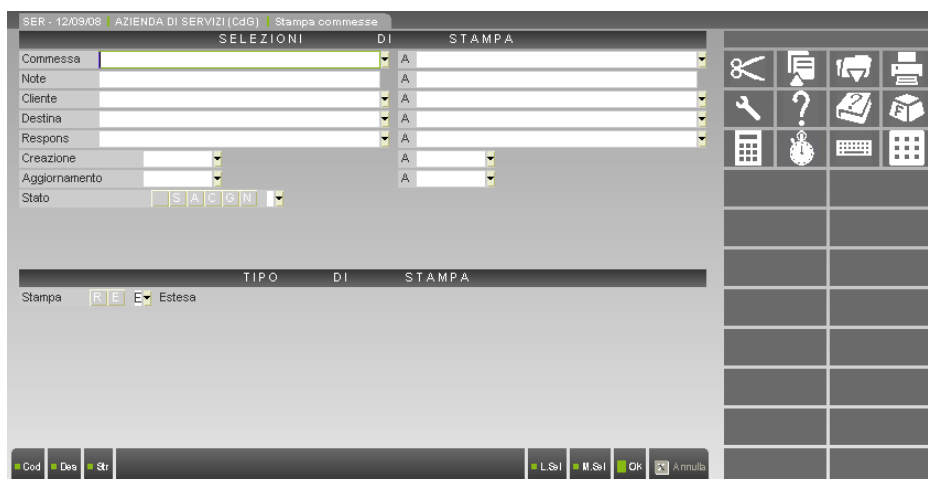 SER - 12/09/08 AZIENDA DI SERVIZI (CdG) Stampa commesse
SELEZIONI DI STAMPA
Commessa A
Note A
Cliente A
Destina A
Respons A
Creazione A
Aggiornamento A
Stato S A C G N
TIPO DI STAMPA
Stampa R E E Estesa
Cod Des Str L.Sel M.Sel OK Annulla